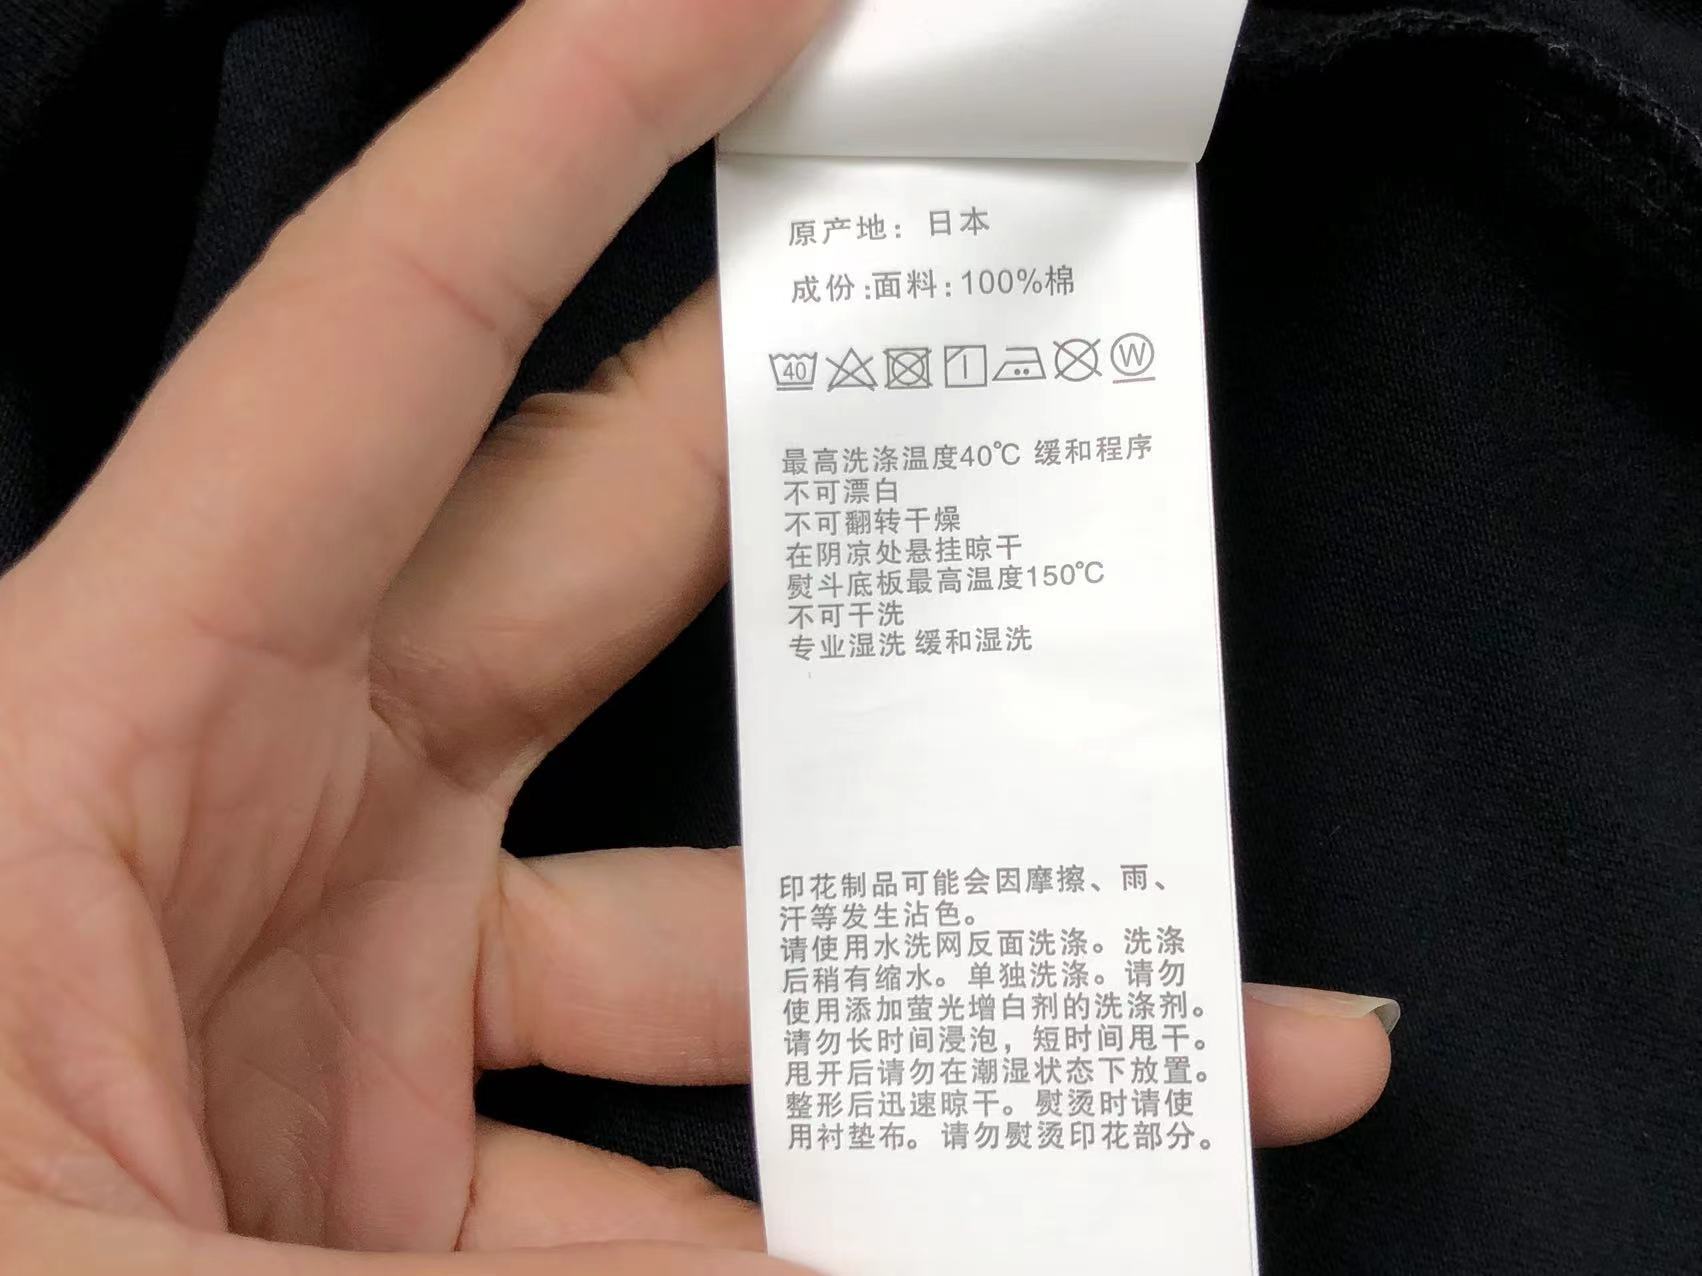 原产地：日本
成份:面料:100%棉
40 W
最高洗涤温度40℃ 缓和程序
不可漂白
不可翻转干燥
在阴凉处悬挂晾干
熨斗底板最高温度150℃
不可干洗
专业湿洗 缓和湿洗
印花制品可能会因摩擦、雨、
汗等发生沾色。
请使用水洗网反面洗涤。洗涤
后稍有缩水。单独洗涤。请勿
使用添加萤光增白剂的洗涤剂。
请勿长时间浸泡，短时间甩干。
甩开后请勿在潮湿状态下放置。
整形后迅速晾干。熨烫时请使
用衬垫布。请勿熨烫印花部分。